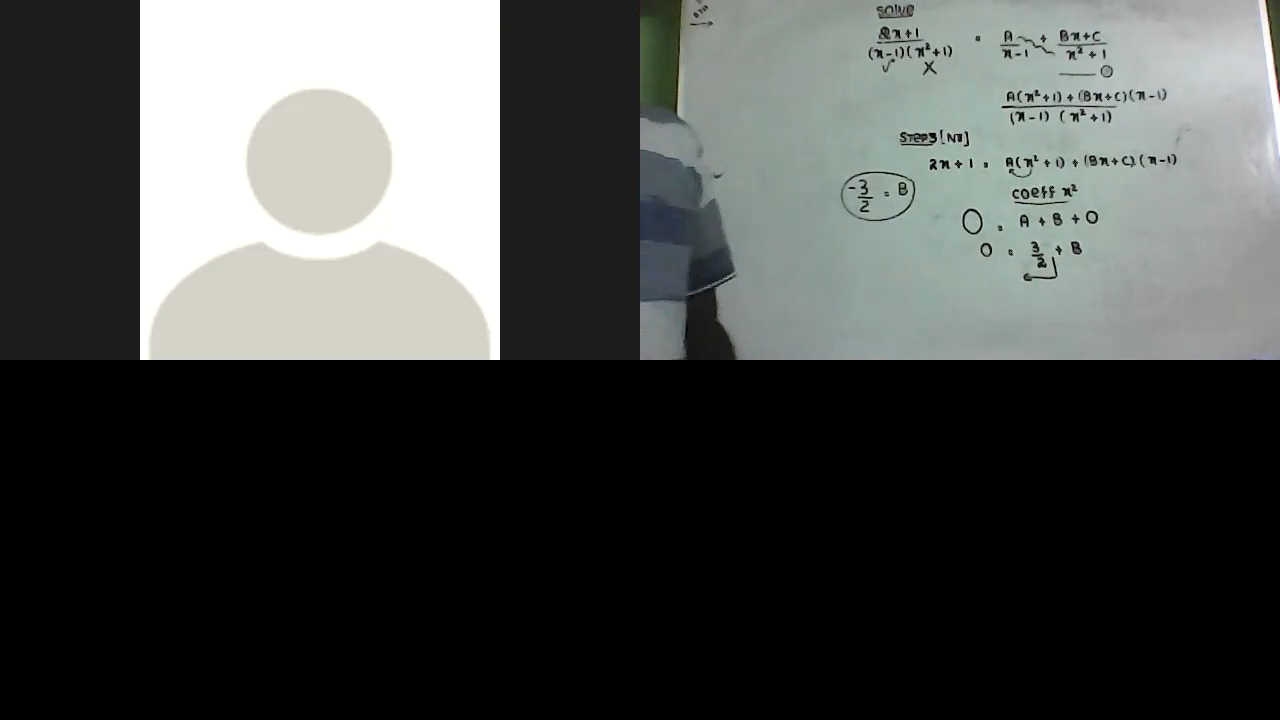 SOLVE
2x+1 / (x-1)(x²+1) = A / x-1 + Bx+C / x²+1
A(x²+1) + (Bx+C)(x-1) / (x-1) (x²+1)
STEP3 [NR]
2x+1 = A(x²+1) + (Bx+C)(x-1)
-3/2 = B
coeff x²
0 = A + B + 0
0 = 3/2 + B